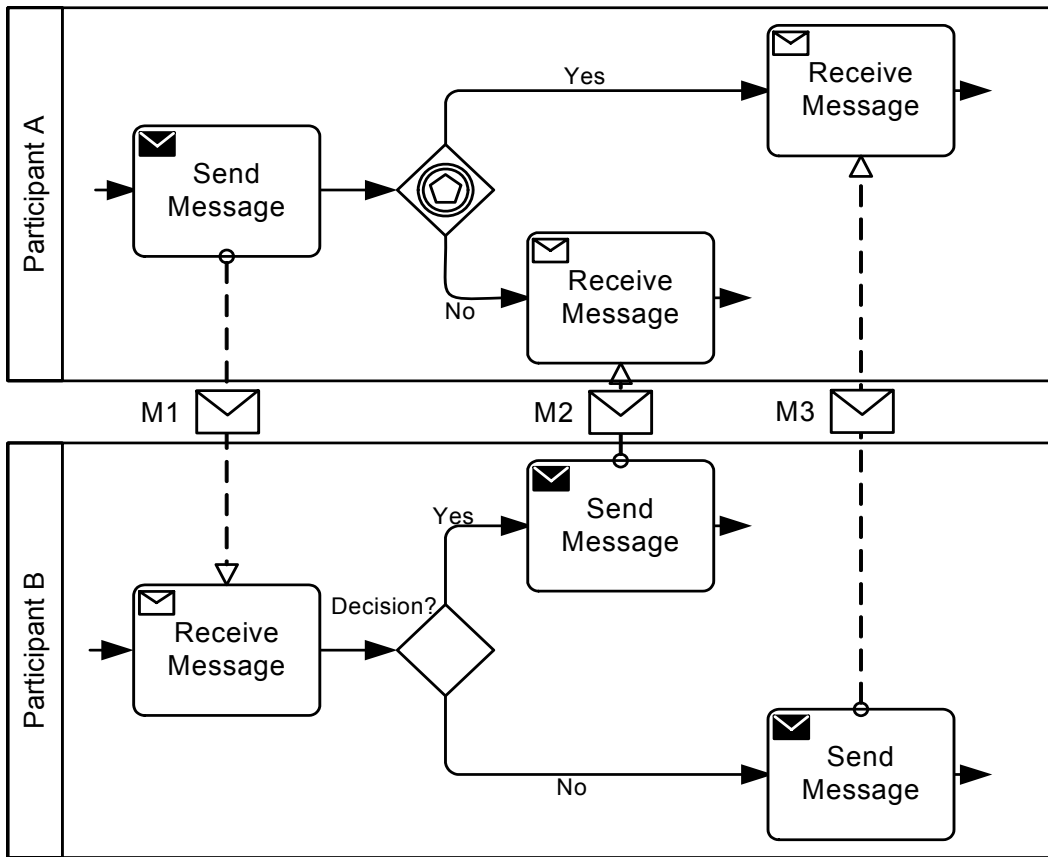 Participant A
Send
Message
Yes
Receive
Message
No
Receive
Message
M1
M2
M3
Participant B
Receive
Message
Decision?
Yes
Send
Message
No
Send
Message